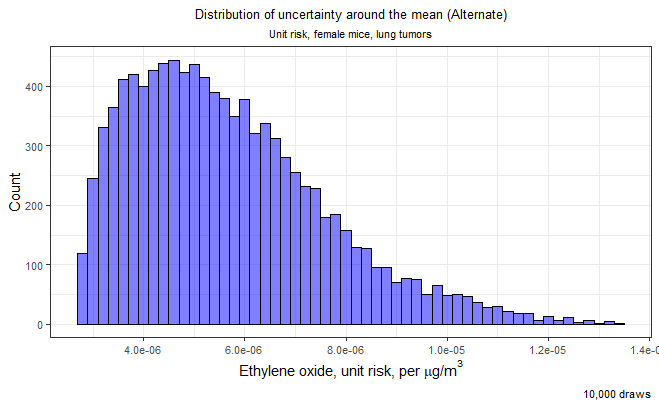 Distribution of uncertainty around the mean (Alternate)
Unit risk, female mice, lung tumors
Count
400
300
200
100
0
4.0e-06 6.0e-06 8.0e-06 1.0e-05 1.2e-05 1.4e-0
Ethylene oxide, unit risk, per μg/m³
10,000 draws